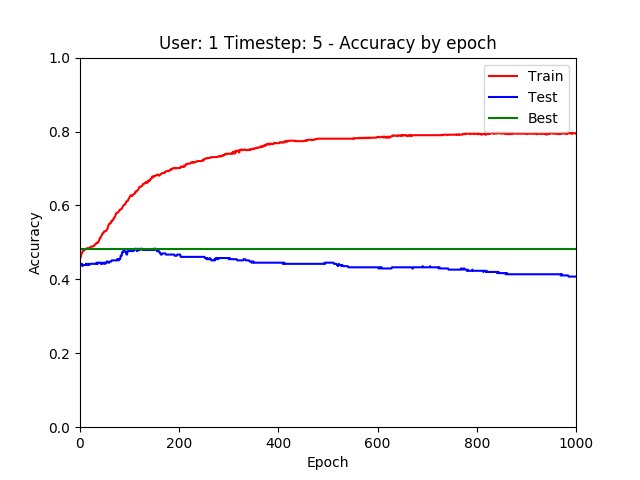 User: 1 Timestep: 5 - Accuracy by epoch
1.0
0.8
0.6
0.4
0.2
0.0
Accuracy
Train
Test
Best
0 200 400 600 800 1000
Epoch